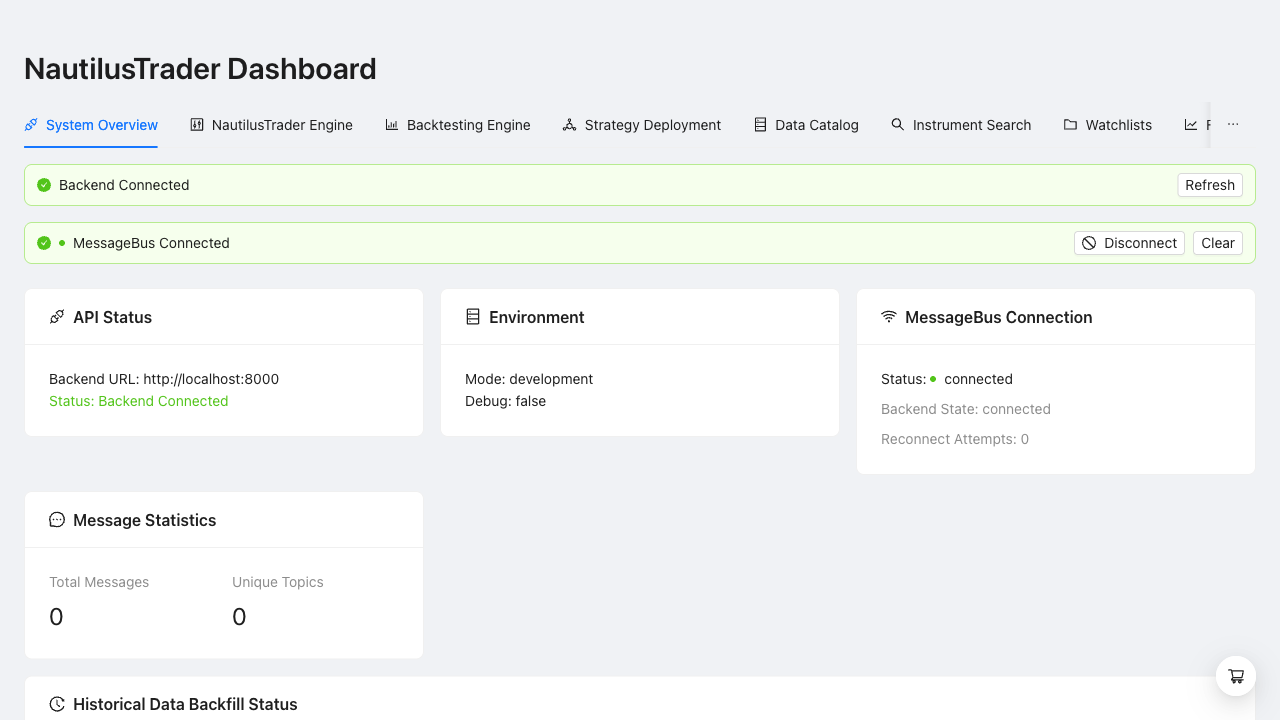 NautilusTrader Dashboard
System Overview
NautilusTrader Engine
Backtesting Engine
Strategy Deployment
Data Catalog
Instrument Search
Watchlists
Backend Connected
Refresh
MessageBus Connected
Disconnect
Clear
API Status
Backend URL: http://localhost:8000
Status: Backend Connected
Environment
Mode: development
Debug: false
MessageBus Connection
Status: connected
Backend State: connected
Reconnect Attempts: 0
Message Statistics
Total Messages
0
Unique Topics
0
Historical Data Backfill Status